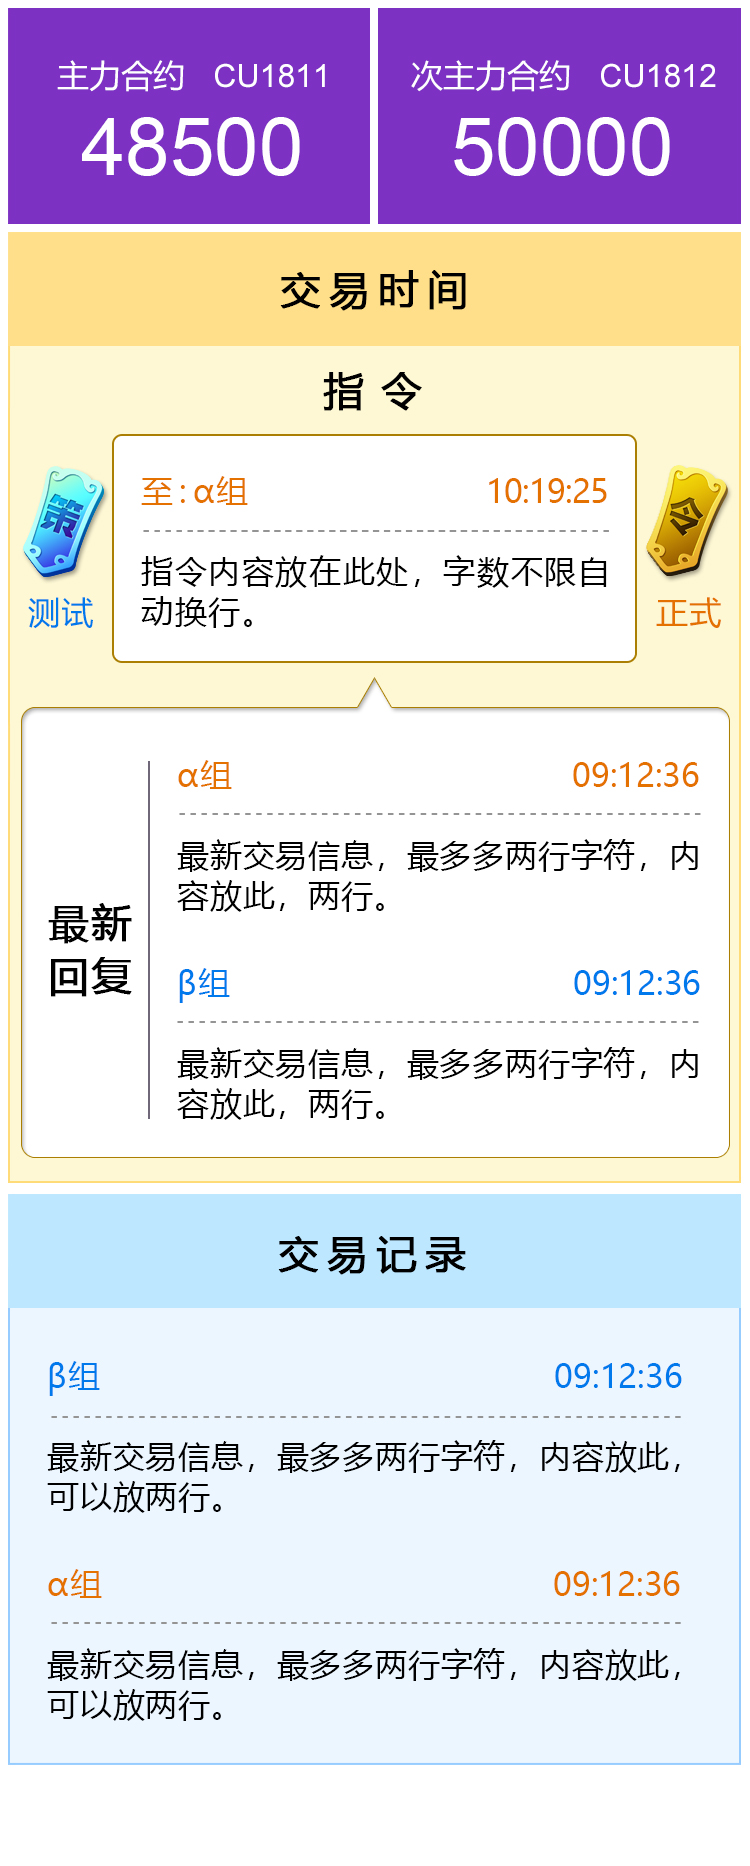 主力合约 CU1811
48500
次主力合约 CU1812
50000
交易时间
指令
策
测试
至:α组 10:19:25
指令内容放在此处，字数不限自
动换行。
令
正式
最新
回复
α组 09:12:36
最新交易信息，最多多两行字符，内
容放此，两行。
β组 09:12:36
最新交易信息，最多多两行字符，内
容放此，两行。
交易记录
β组 09:12:36
最新交易信息，最多多两行字符，内容放此，
可以放两行。
α组 09:12:36
最新交易信息，最多多两行字符，内容放此，
可以放两行。